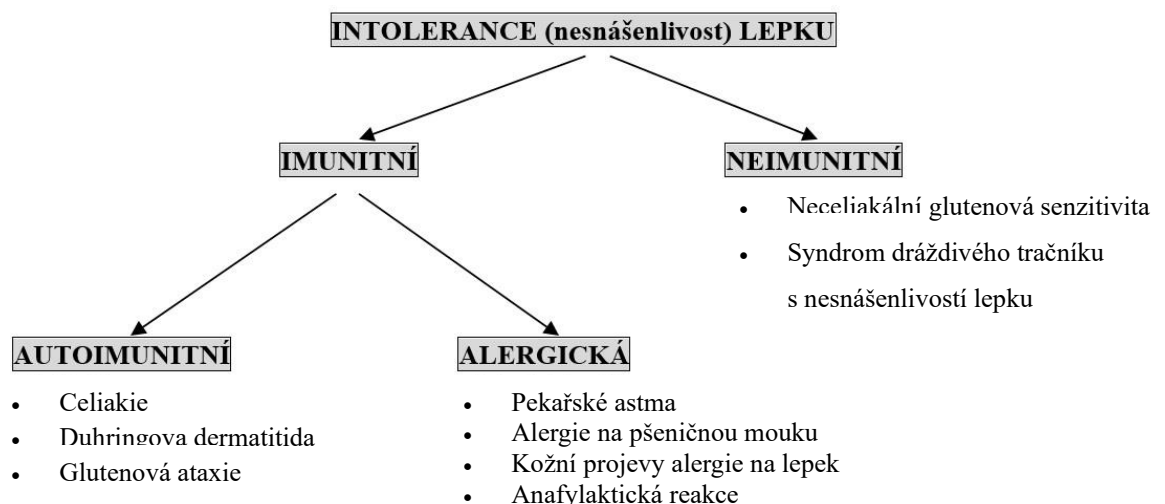 INTOLERANCE (nesnášenlivost) LEPKU
IMUNITNÍ
NEIMUNITNÍ
• Neceliakální glutenová senzitivita
• Syndrom dráždivého tračníku
s nesnášenlivostí lepku
AUTOIMUNITNÍ
• Celiakie
• Duhringova dermatitida
• Glutenová ataxie
ALERGICKÁ
• Pekařské astma
• Alergie na pšeničnou mouku
• Kožní projevy alergie na lepek
• Anafylaktická reakce